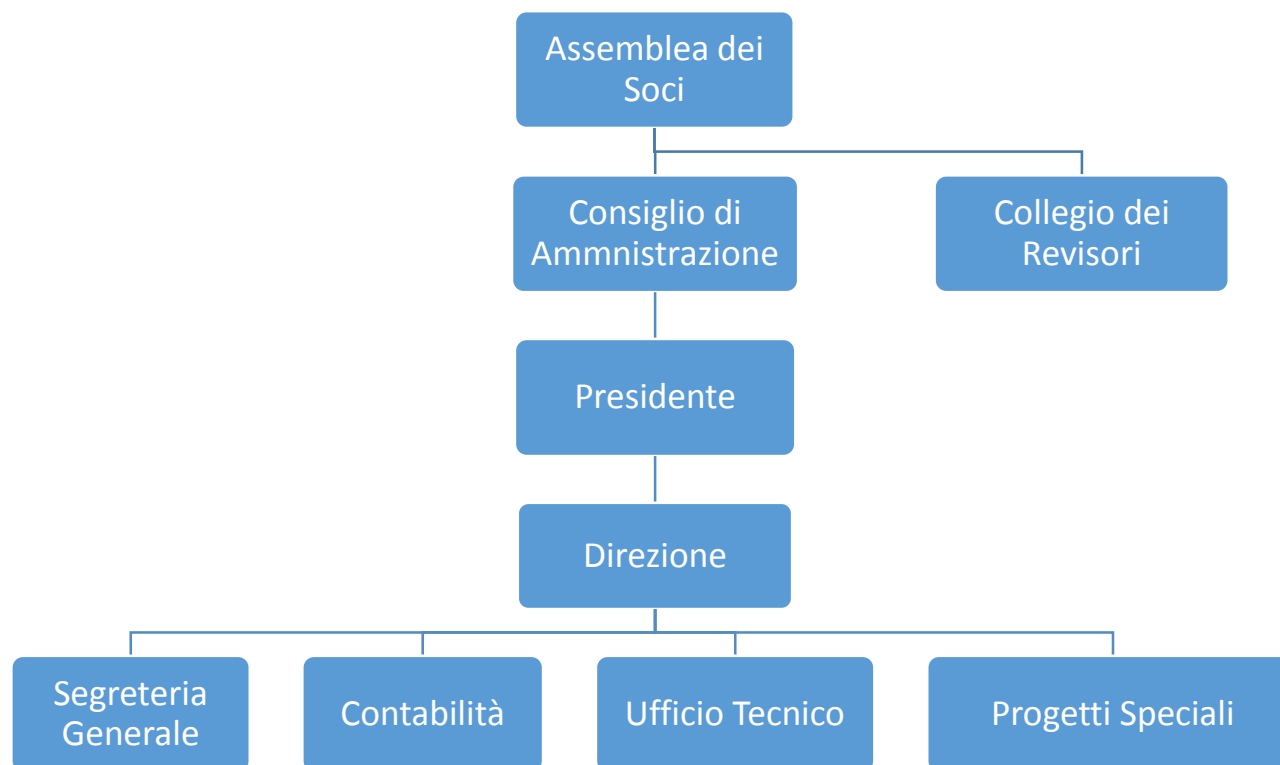 Assemblea dei
Soci
Consiglio di
Ammnistrazione
Collegio dei
Revisori
Presidente
Direzione
Segreteria
Generale
Contabilità
Ufficio Tecnico
Progetti Speciali